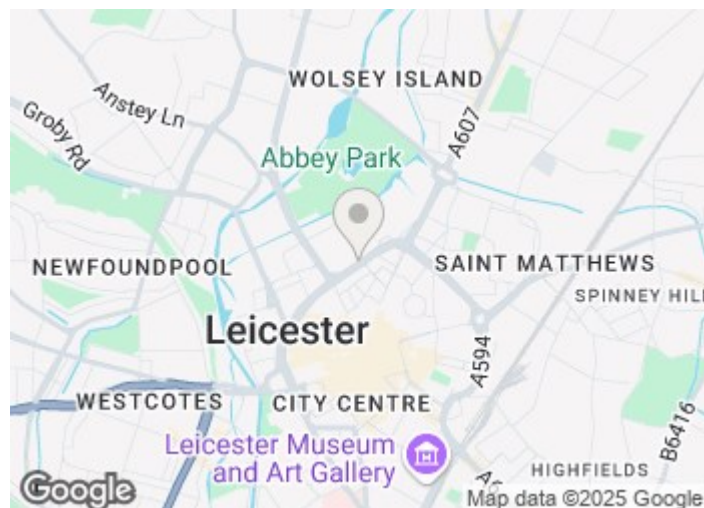 WOLSEY ISLAND
Anstey Ln
Groby Rd
A607
Abbey Park
NEWFOUNDPOOL
SAINT MATTHEWS
SPINNEY HILL
Leicester
A594
WESTCOTES
CITY CENTRE
B6416
Leicester Museum
and Art Gallery
HIGHFIELDS
Google
Map data ©2025 Google